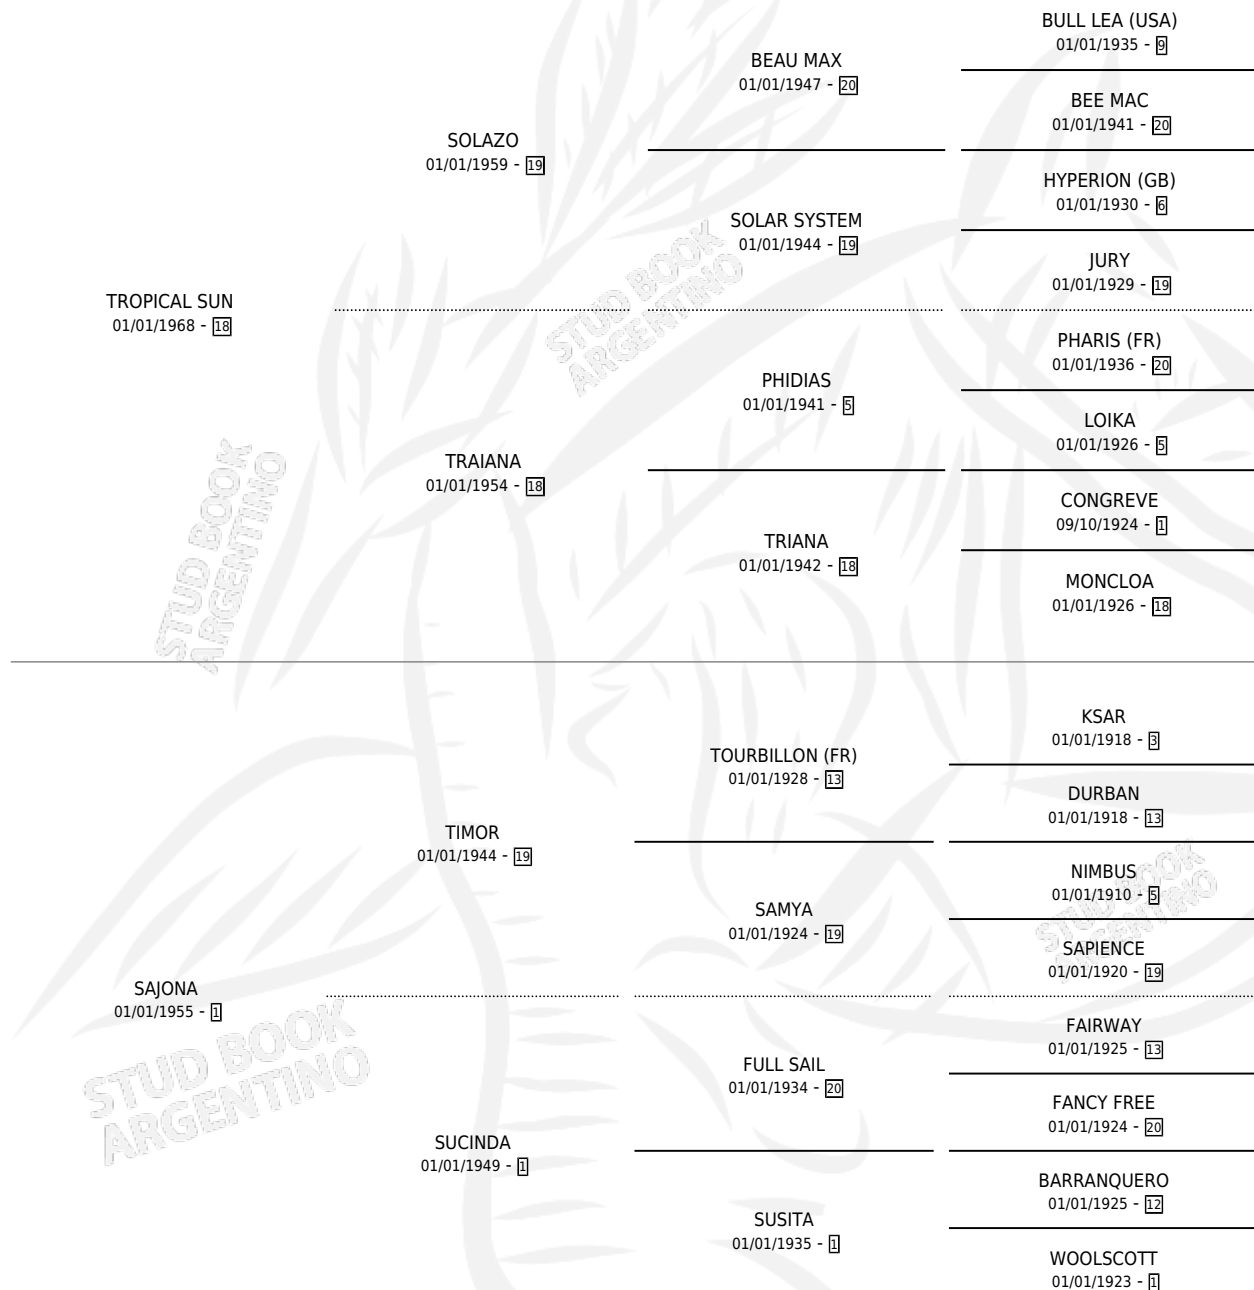 BULL LEA (USA)
01/01/1935 - 9
BEAU MAX
01/01/1947 - 20
BEE MAC
01/01/1941 - 20
SOLAZO
01/01/1959 - 19
HYPERION (GB)
01/01/1930 - 6
SOLAR SYSTEM
01/01/1944 - 19
JURY
01/01/1929 - 19
TROPICAL SUN
01/01/1968 - 18
PHARIS (FR)
01/01/1936 - 20
PHIDIAS
01/01/1941 - 5
LOIKA
01/01/1926 - 5
TRAIANA
01/01/1954 - 18
CONGREVE
09/10/1924 - 1
TRIANA
01/01/1942 - 18
MONCLOA
01/01/1926 - 18
KSAR
01/01/1918 - 3
TOURBILLON (FR)
01/01/1928 - 13
DURBAN
01/01/1918 - 13
TIMOR
01/01/1944 - 19
NIMBUS
01/01/1910 - 5
SAMYA
01/01/1924 - 19
SAPIENCE
01/01/1920 - 19
SAJONA
01/01/1955 - 1
FAIRWAY
01/01/1925 - 13
FULL SAIL
01/01/1934 - 20
FANCY FREE
01/01/1924 - 20
SUCINDA
01/01/1949 - 1
BARRANQUERO
01/01/1925 - 12
SUSITA
01/01/1935 - 1
WOOLSCOTT
01/01/1923 - 1
STUD BOOK
ARGENTINO
STUD BOOK
ARGENTINO
STUD BOOK
ARGENTINO
STUD BOOK
ARGENTINO